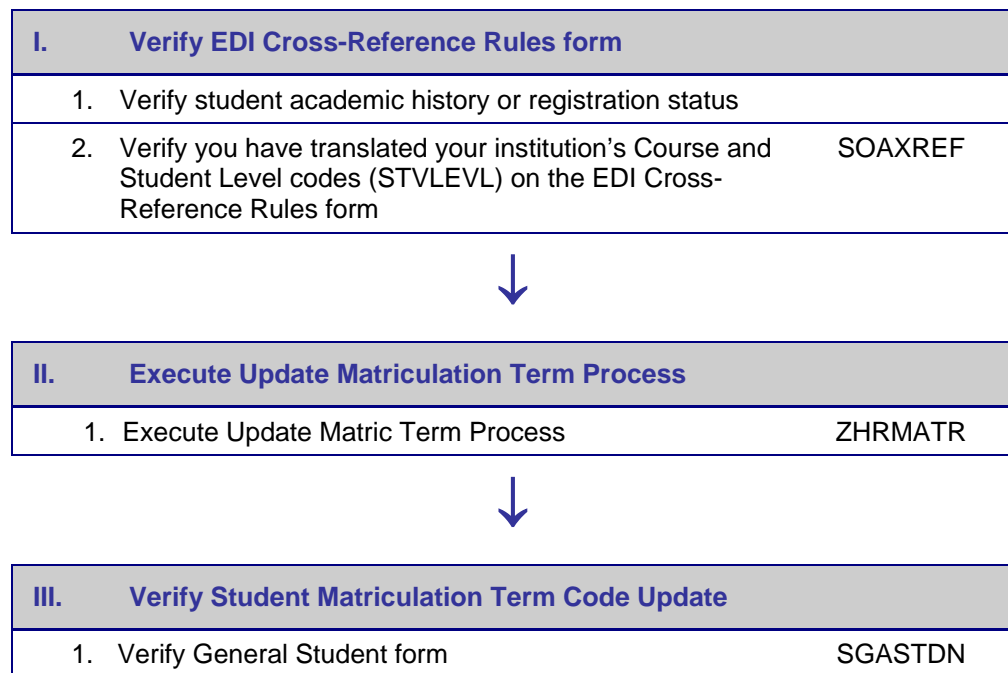 I. Verify EDI Cross-Reference Rules form
1. Verify student academic history or registration status
2. Verify you have translated your institution's Course and SOAXREF
Student Level codes (STVLEVL) on the EDI Cross-
Reference Rules form
II. Execute Update Matriculation Term Process
1. Execute Update Matric Term Process ZHRMATR
III. Verify Student Matriculation Term Code Update
1. Verify General Student form SGASTDN